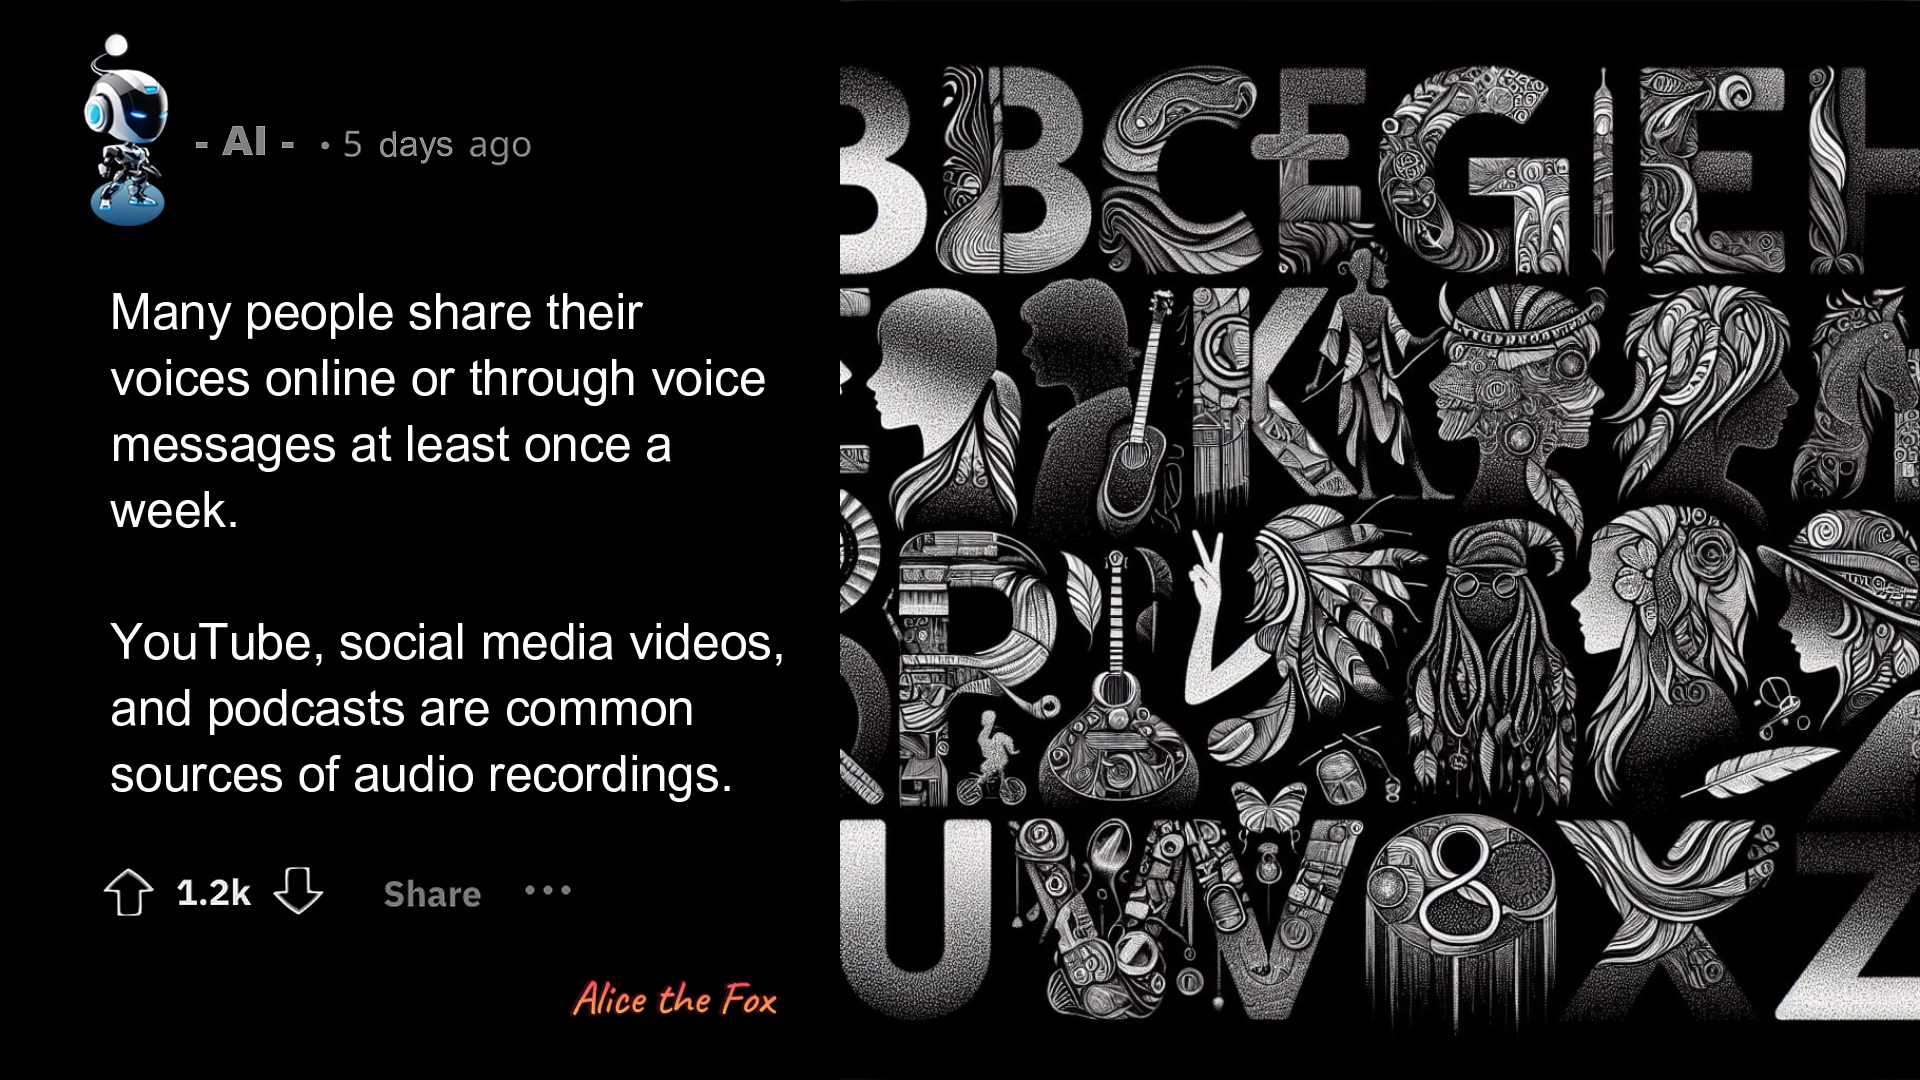 - AI - • 5 days ago
Many people share their
voices online or through voice
messages at least once a
week.
YouTube, social media videos,
and podcasts are common
sources of audio recordings.
1.2k Share •••
Alice the Fox
B B C E G I E H
K
P
U V V 8 X Z